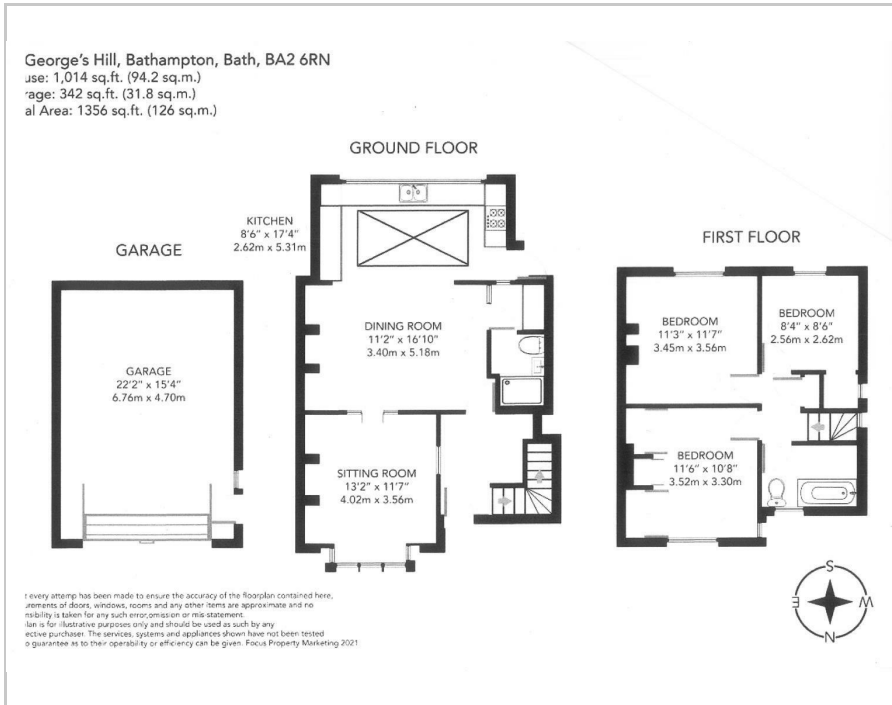 George's Hill, Bathampton, Bath, BA2 6RN
use: 1,014 sq.ft. (94.2 sq.m.)
rage: 342 sq.ft. (31.8 sq.m.)
al Area: 1356 sq.ft. (126 sq.m.)
GROUND FLOOR
KITCHEN
8'6" x 17'4"
2.62m x 5.31m
GARAGE
FIRST FLOOR
GARAGE
22'2" x 15'4"
6.76m x 4.70m
DINING ROOM
11'2" x 16'10"
3.40m x 5.18m
SITTING ROOM
13'2" x 11'7"
4.02m x 3.56m
BEDROOM
11'3" x 11'7"
3.45m x 3.56m
BEDROOM
8'4" x 8'6"
2.56m x 2.62m
BEDROOM
11'6" x 10'8"
3.52m x 3.30m
S
E
W
N
t every attemp has been made to ensure the accuracy of the floorplan contained here,
urements of doors, windows, rooms and any other items are approximate and no
nsibility is taken for any such error,omission or mis-statement.
lan is for illustrative purposes only and should be used as such by any
ective purchaser. The services, systems and appliances shown have not been tested
o guarantee as to their operability or efficiency can be given. Focus Property Marketing 2021